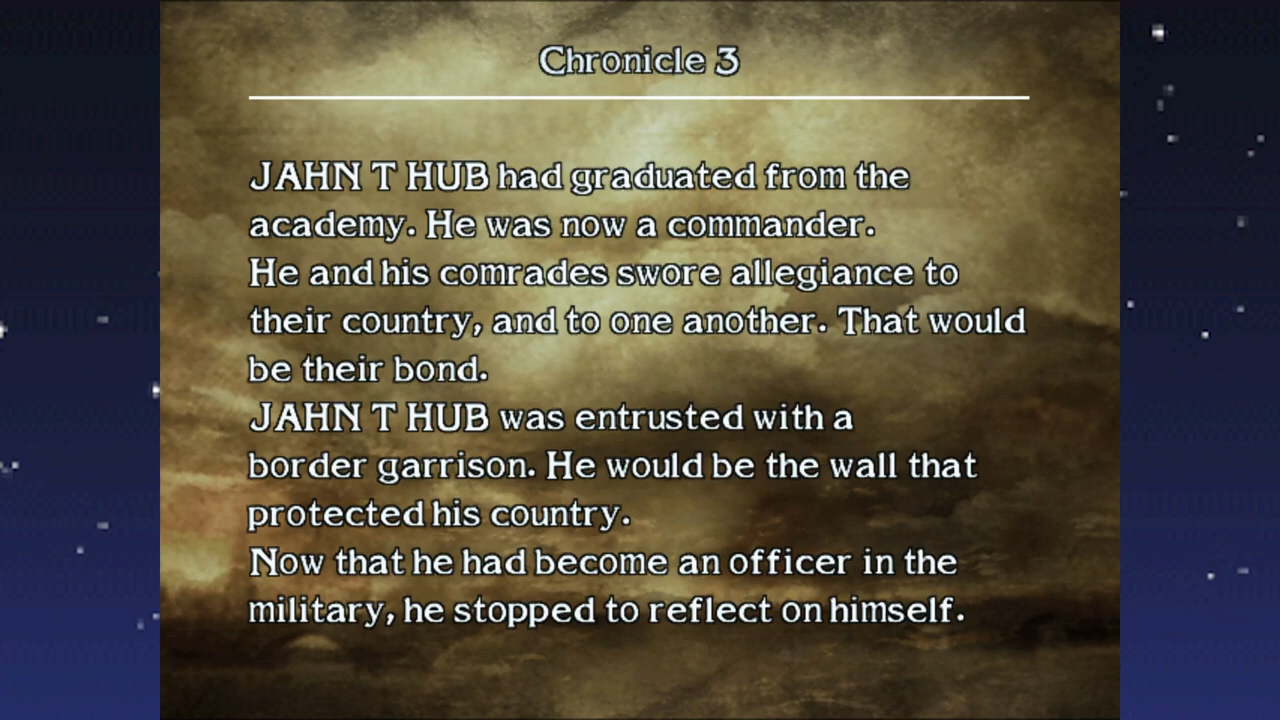 Chronicle 3
JAHN T HUB had graduated from the
academy. He was now a commander.
He and his comrades swore allegiance to
their country, and to one another. That would
be their bond.
JAHN T HUB was entrusted with a
border garrison. He would be the wall that
protected his country.
Now that he had become an officer in the
military, he stopped to reflect on himself.